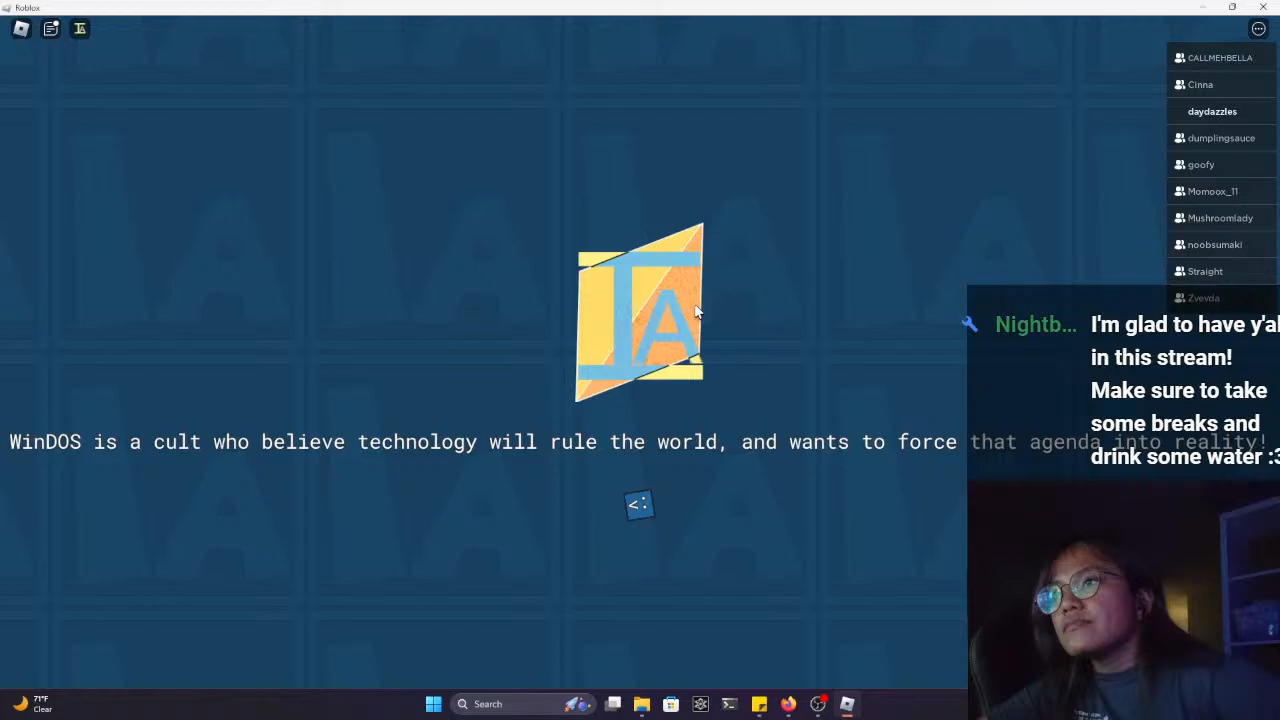 Roblox
IA
CALLMEHBELLA
Cinna
daydazzles
dumplingsauce
goofy
Momoox_11
Mushroomlady
noobsumaki
Straight
Zvevda
IA
Nightb... I'm glad to have y'al
in this stream!
Make sure to take
some breaks and
drink some water :3
WinDOS is a cult who believe technology will rule the world, and wants to force that agenda into reality!
<:
71°F
Clear
Search